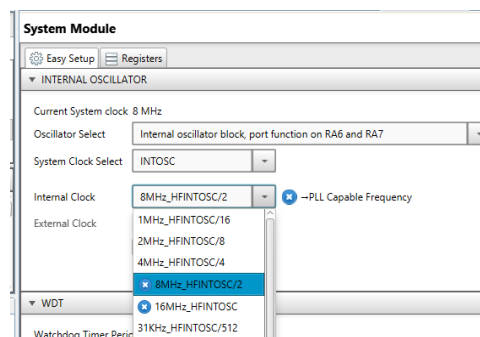 System Module
Easy Setup Registers
INTERNAL OSCILLATOR
Current System clock 8 MHz
Oscillator Select Internal oscillator block, port function on RA6 and RA7
System Clock Select INTOSC
Internal Clock 8MHz_HFINTOSC/2 →PLL Capable Frequency
External Clock
1MHz_HFINTOSC/16
2MHz_HFINTOSC/8
4MHz_HFINTOSC/4
8MHz_HFINTOSC/2
16MHz_HFINTOSC
31KHz_HFINTOSC/512
WDT
Watchdog Timer